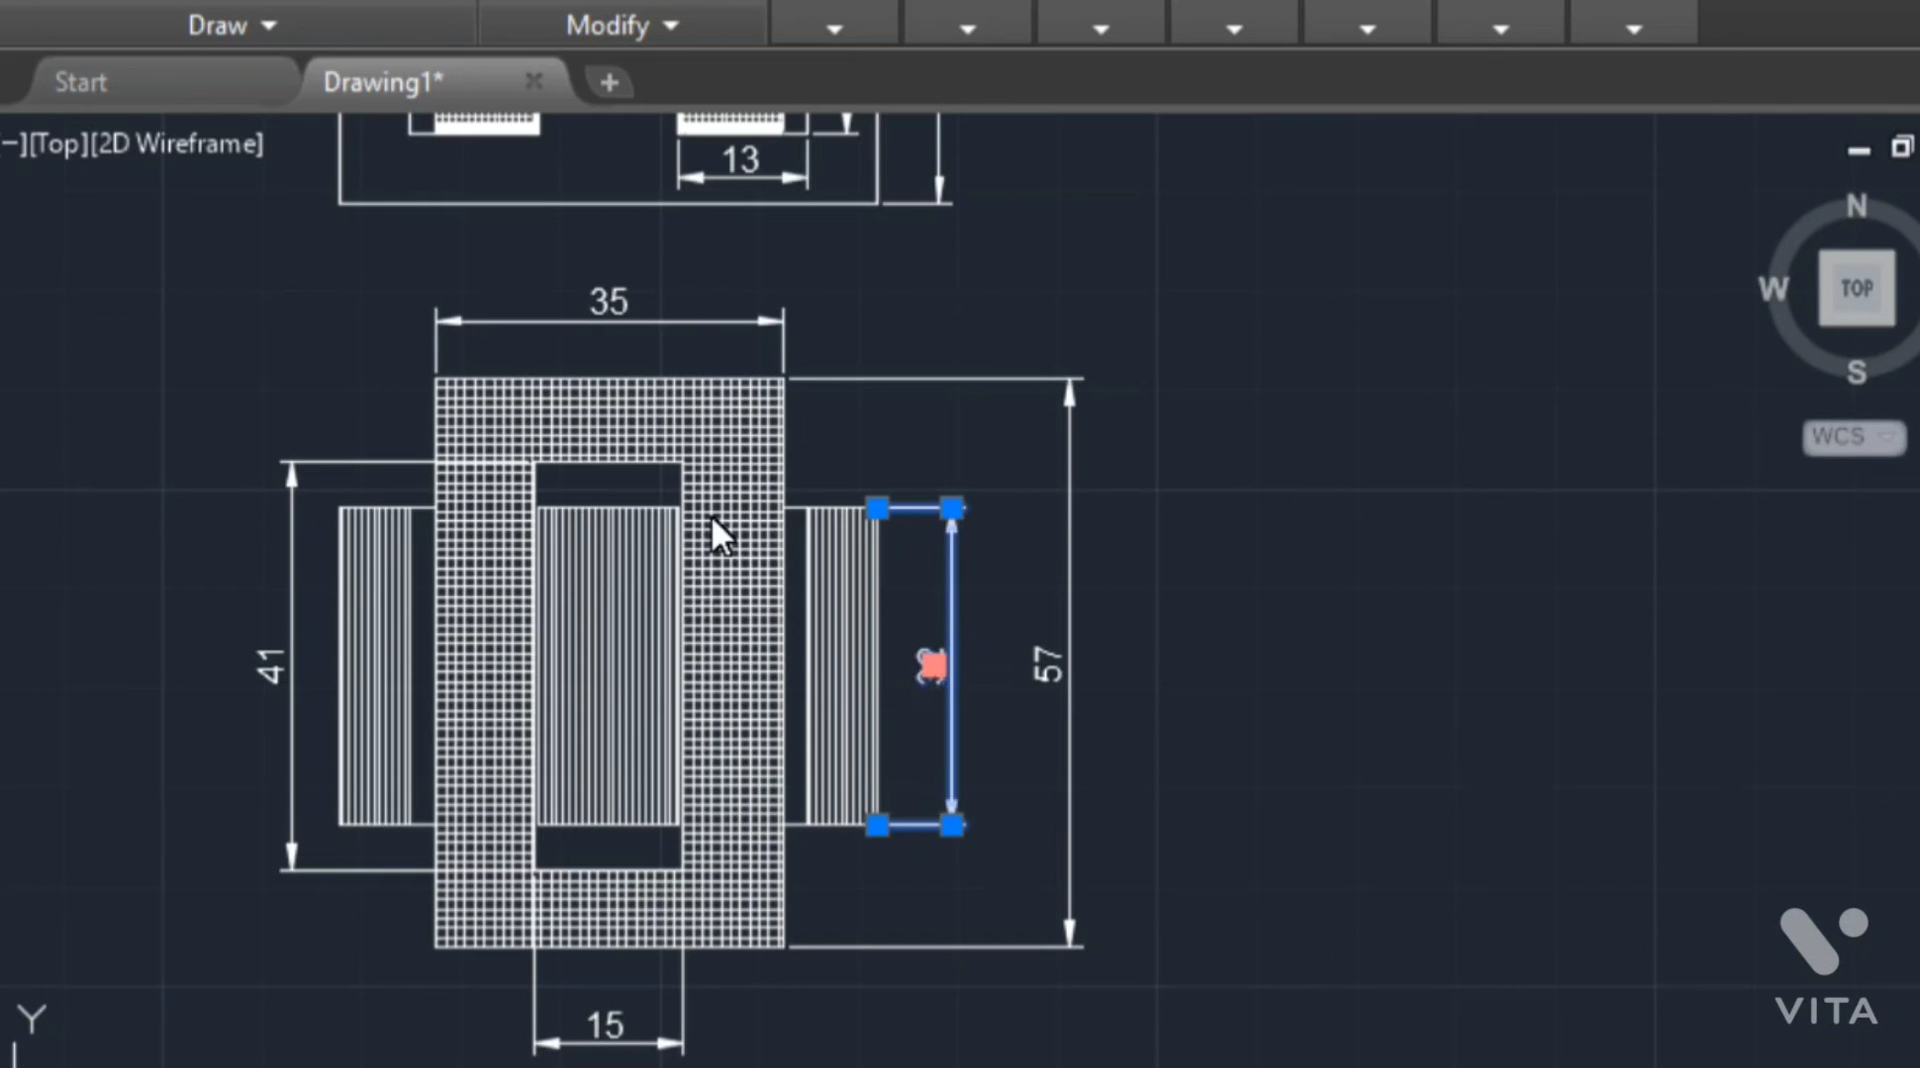 Draw Modify
Start Drawing1* +
−][Top][2D Wireframe]
13
N
W TOP
S
WCS
35
41
57
15
Y
VITA